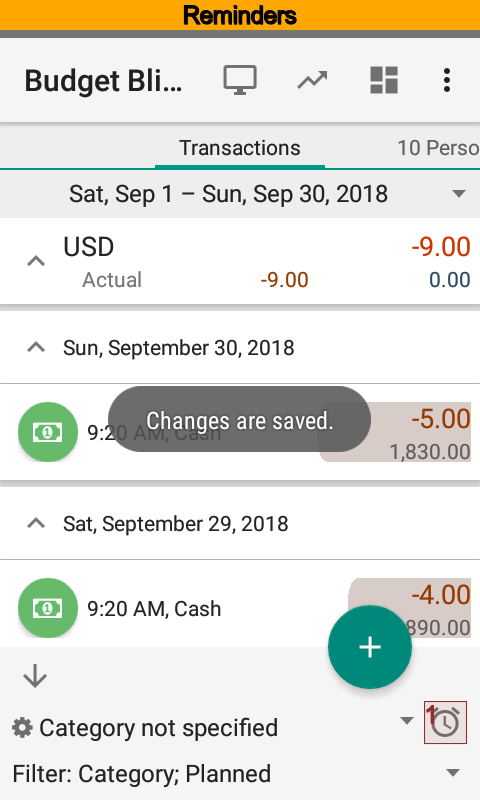 Reminders
Budget Bli...
Transactions
10 Perso
Sat, Sep 1 – Sun, Sep 30, 2018
USD
-9.00
Actual
-9.00
0.00
Sun, September 30, 2018
Changes are saved.
9:20 AM, Cash
-5.00
1,830.00
Sat, September 29, 2018
9:20 AM, Cash
-4.00
890.00
Category not specified
1
Filter: Category; Planned